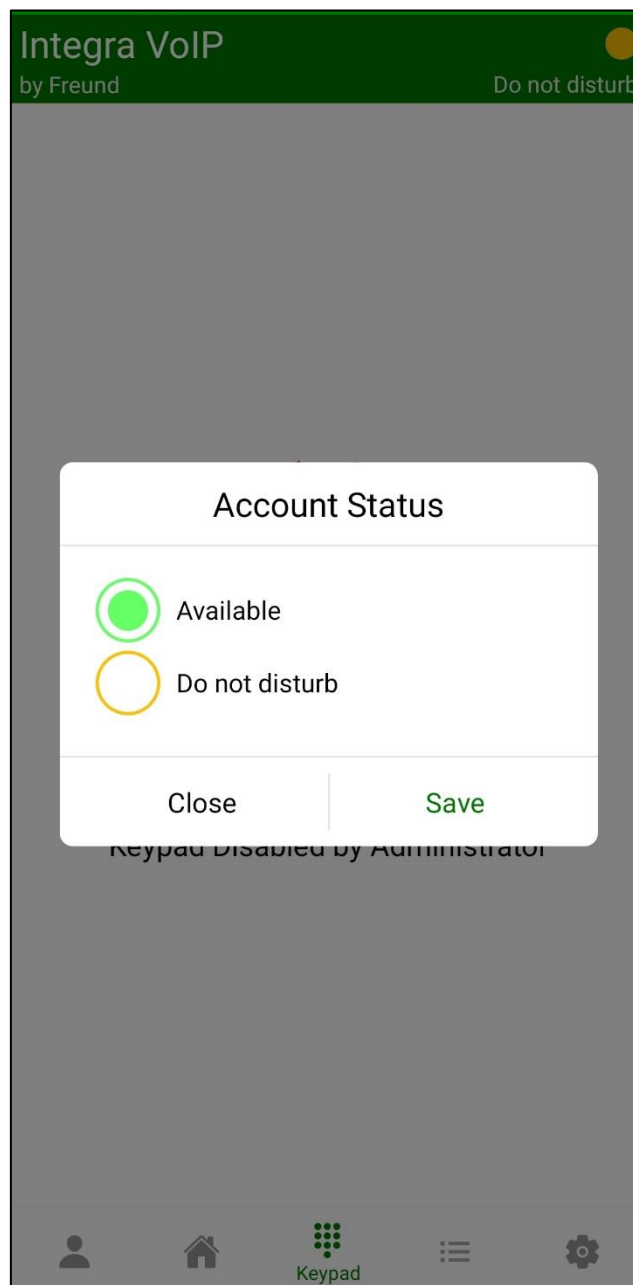 Integra VoIP
by Freund
Do not disturb
Account Status
Available
Do not disturb
Close
Save
Keypad Disabled by Administrator
Keypad